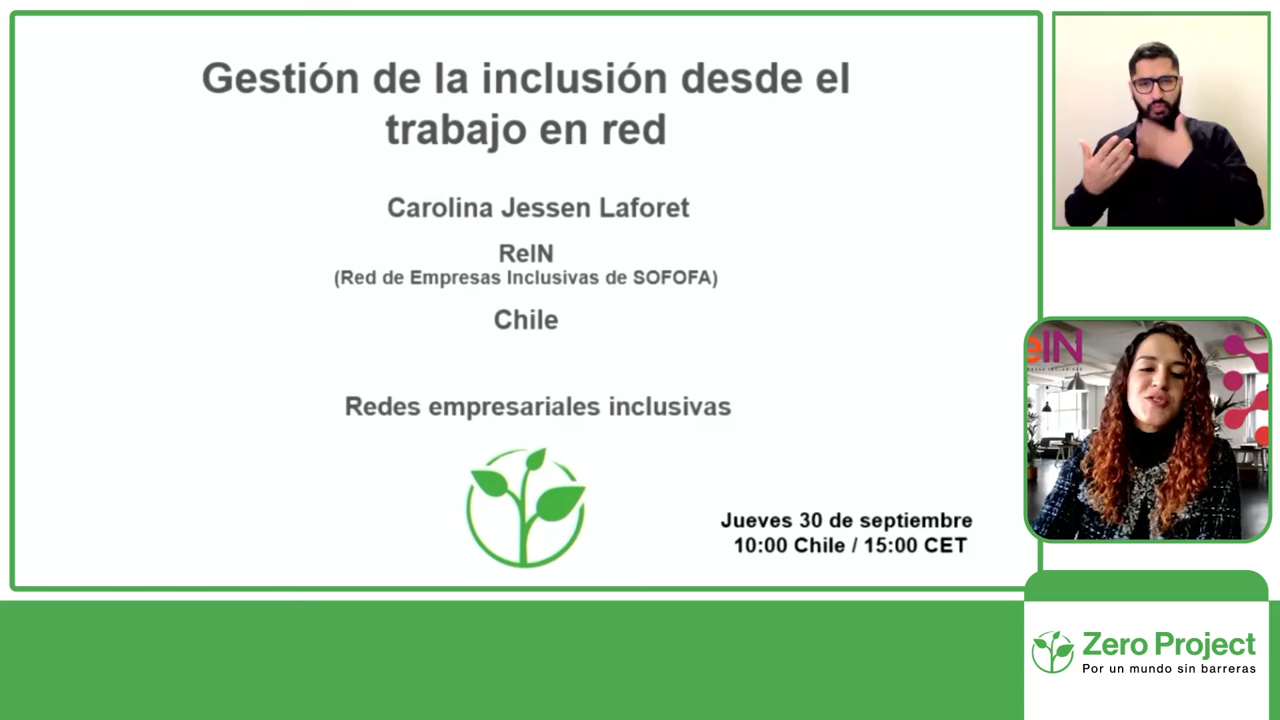 Gestión de la inclusión desde el
trabajo en red
Carolina Jessen Laforet
ReIN
(Red de Empresas Inclusivas de SOFOFA)
Chile
Redes empresariales inclusivas
Jueves 30 de septiembre
10:00 Chile / 15:00 CET
eIN
Zero Project
Por un mundo sin barreras